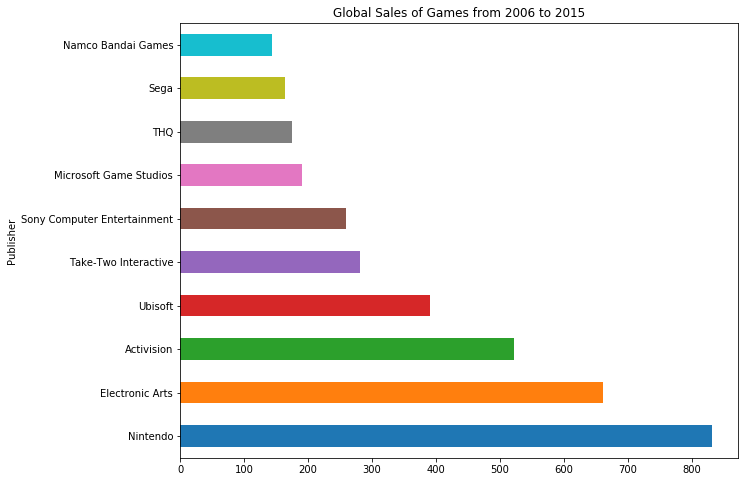 Global Sales of Games from 2006 to 2015
Publisher
Namco Bandai Games
Sega
THQ
Microsoft Game Studios
Sony Computer Entertainment
Take-Two Interactive
Ubisoft
Activision
Electronic Arts
Nintendo
0 100 200 300 400 500 600 700 800